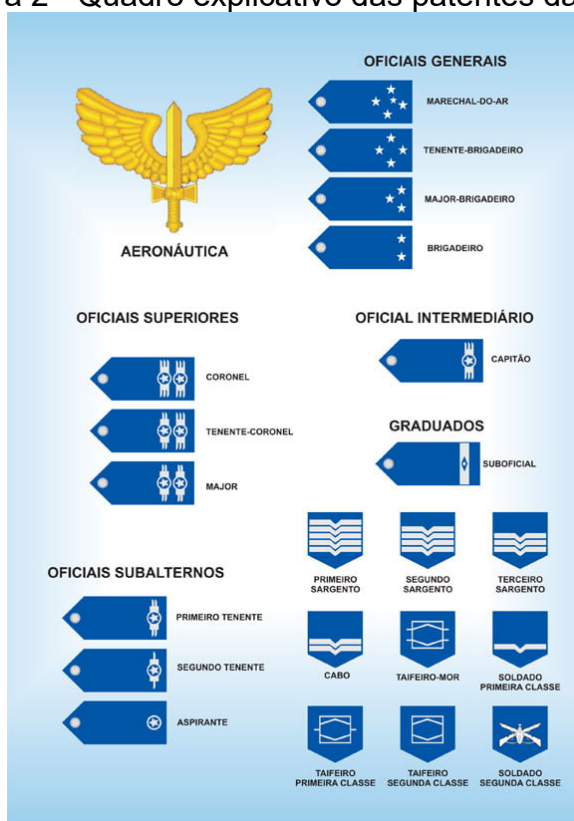 a 2 - Quadro explicativo das patentes da
OFICIAIS GENERAIS
MARECHAL-DO-AR
TENENTE-BRIGADEIRO
MAJOR-BRIGADEIRO
BRIGADEIRO
AERONÁUTICA
OFICIAIS SUPERIORES
CORONEL
TENENTE-CORONEL
MAJOR
OFICIAL INTERMEDIÁRIO
CAPITÃO
GRADUADOS
SUBOFICIAL
PRIMEIRO
SARGENTO
SEGUNDO
SARGENTO
TERCEIRO
SARGENTO
OFICIAIS SUBALTERNOS
PRIMEIRO TENENTE
SEGUNDO TENENTE
ASPIRANTE
CABO
TAIFEIRO-MOR
SOLDADO
PRIMEIRA CLASSE
TAIFEIRO
PRIMEIRA CLASSE
TAIFEIRO
SEGUNDA CLASSE
SOLDADO
SEGUNDA CLASSE